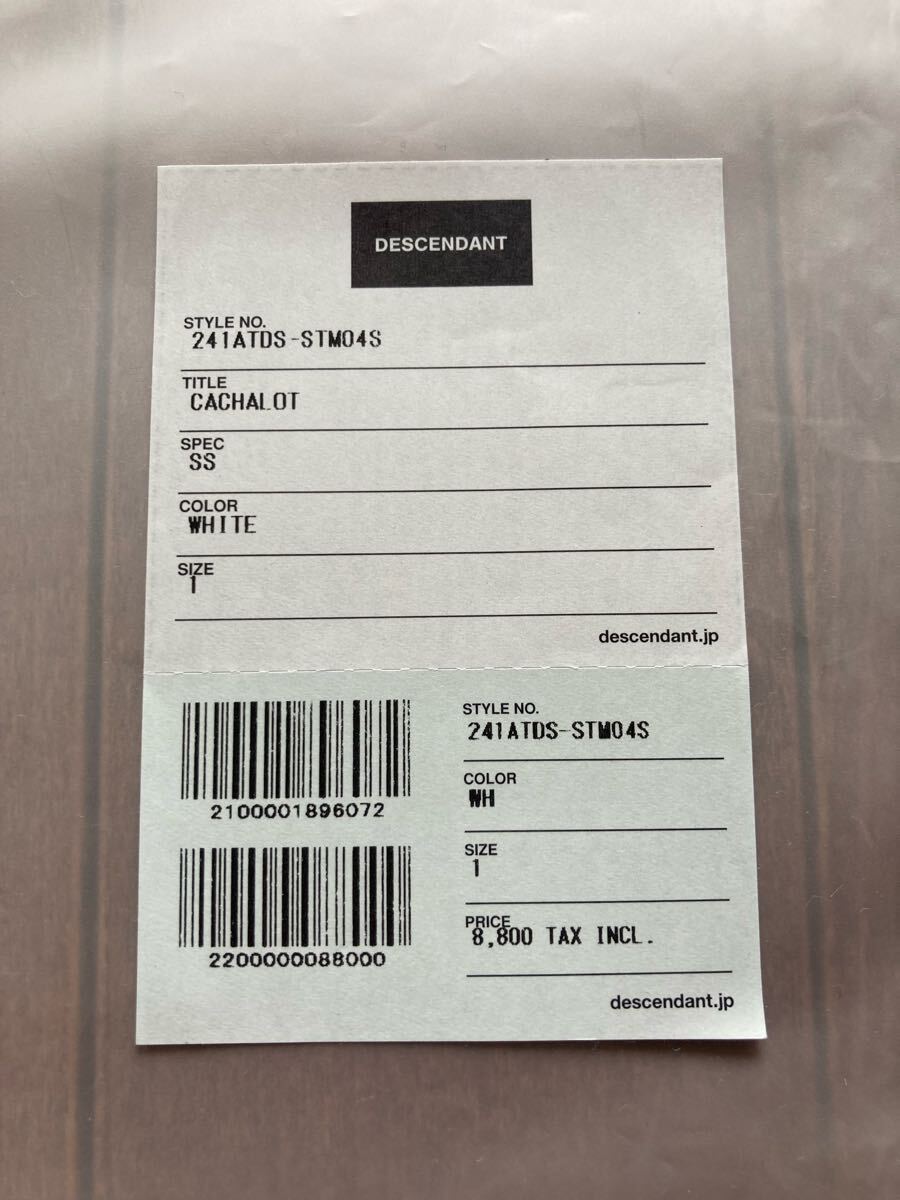 DESCENDANT
STYLE NO.
241ATDS-STM04S
TITLE
CACHALOT
SPEC
SS
COLOR
WHITE
SIZE
1
descendant.jp
2100001896072
2200000088000
STYLE NO.
241ATDS-STM04S
COLOR
WH
SIZE
1
PRICE
8,800 TAX INCL.
descendant.jp